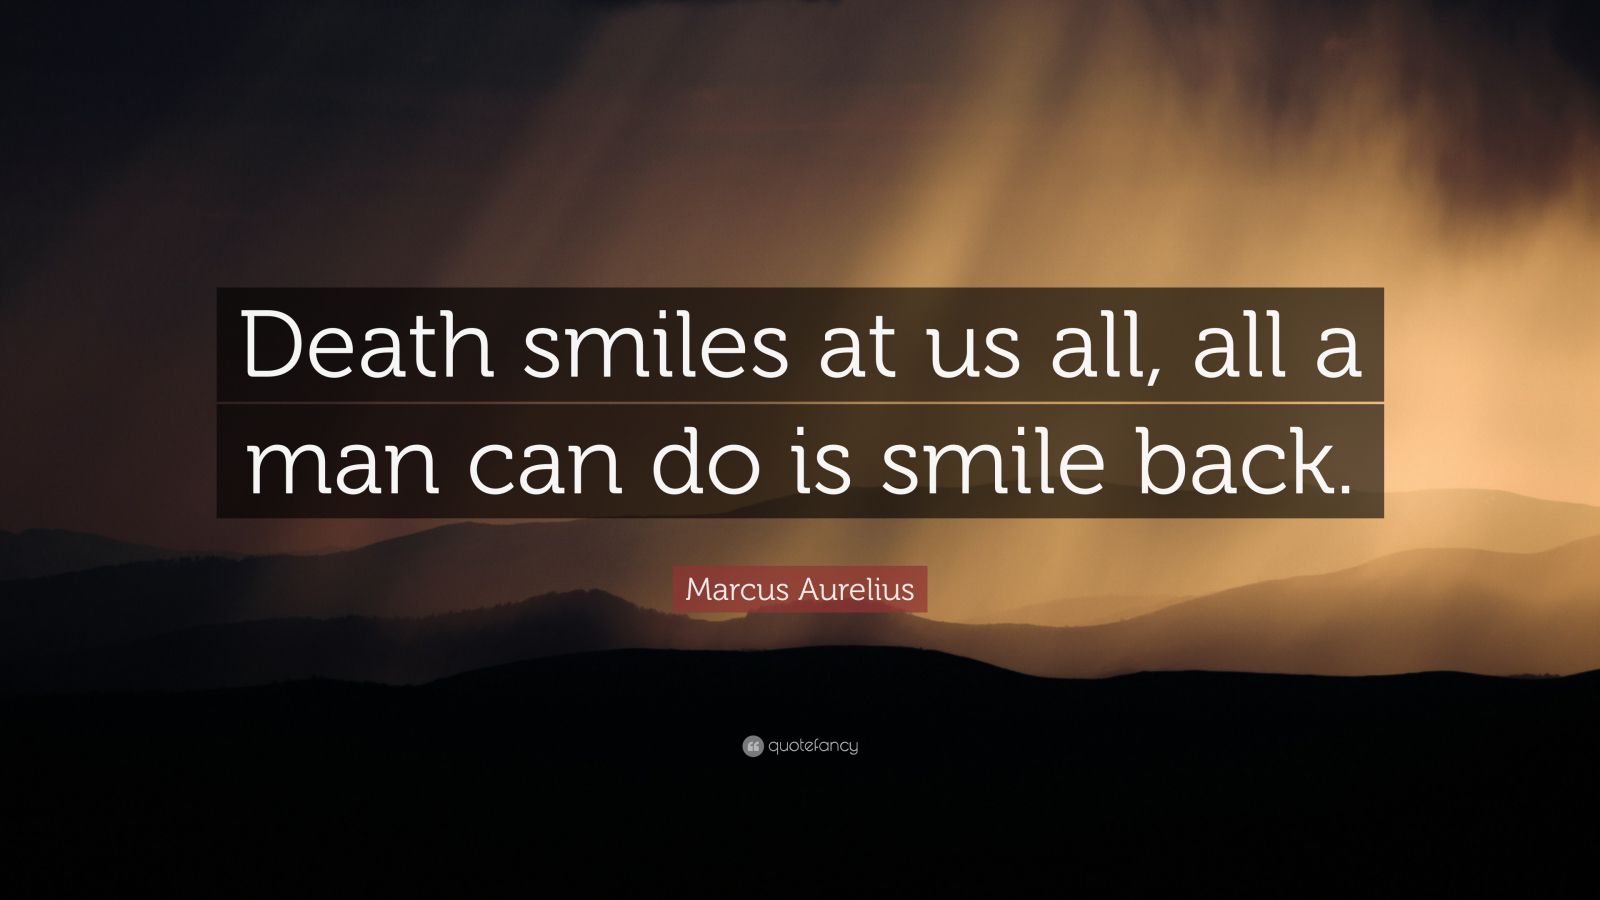 Death smiles at us all, all a
man can do is smile back.
Marcus Aurelius
quotefancy